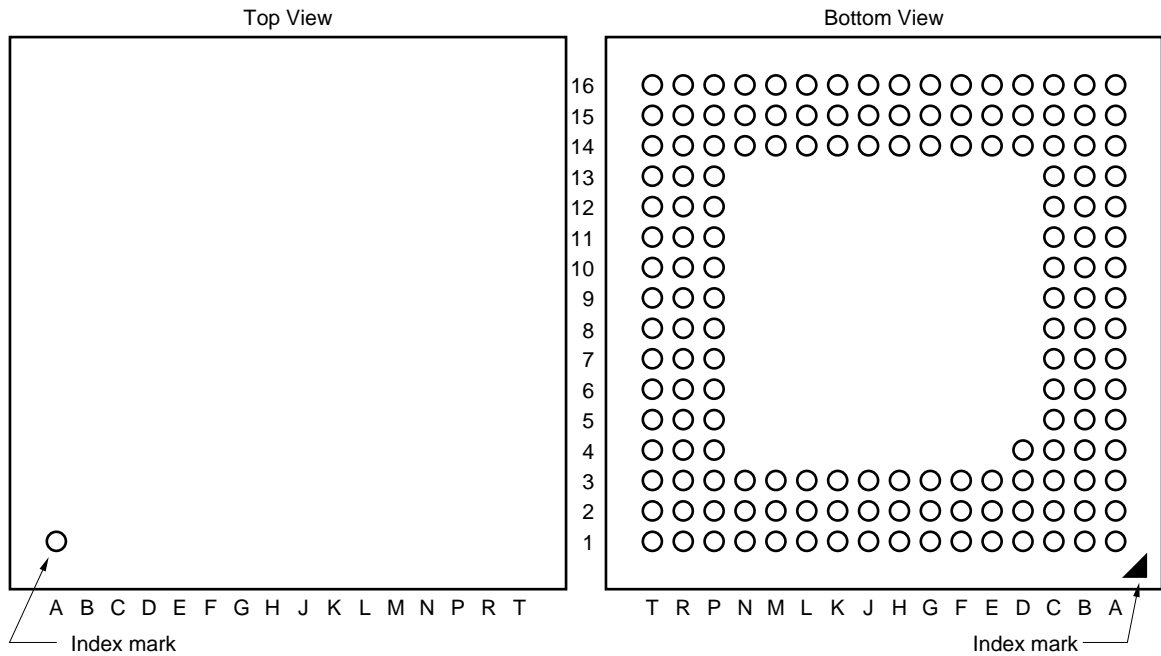 Top View
Bottom View
16
15
14
13
12
11
10
9
8
7
6
5
4
3
2
1
A B C D E F G H J K L M N P R T
T R P N M L K J H G F E D C B A
Index mark
Index mark